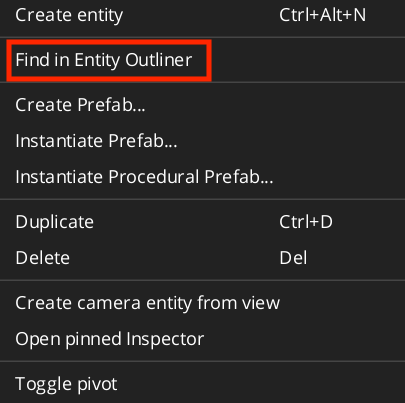 Create entity Ctrl+Alt+N
Find in Entity Outliner
Create Prefab...
Instantiate Prefab...
Instantiate Procedural Prefab...
Duplicate Ctrl+D
Delete Del
Create camera entity from view
Open pinned Inspector
Toggle pivot